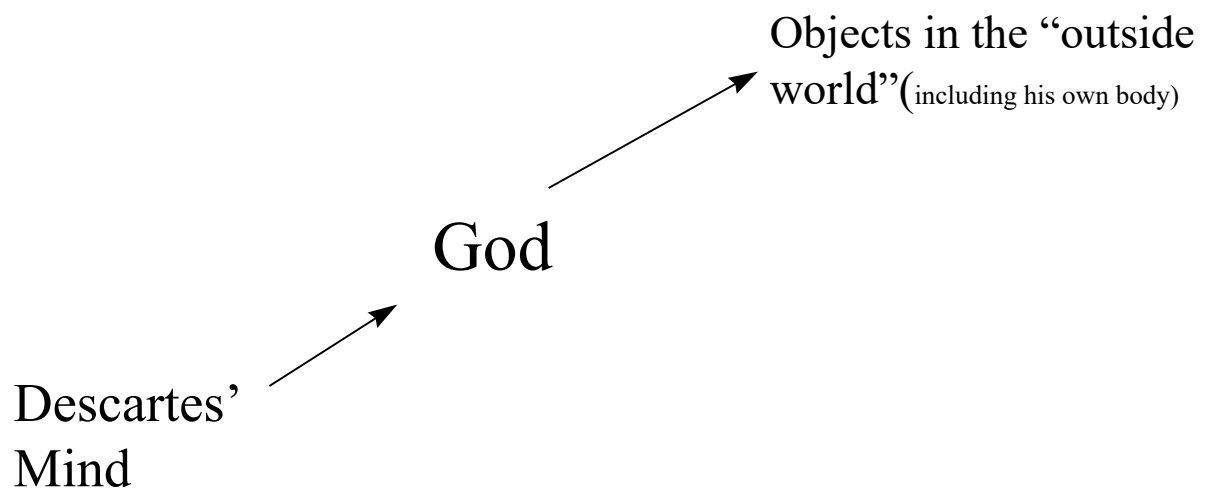 Objects in the “outside
world”(including his own body)
God
Descartes’
Mind